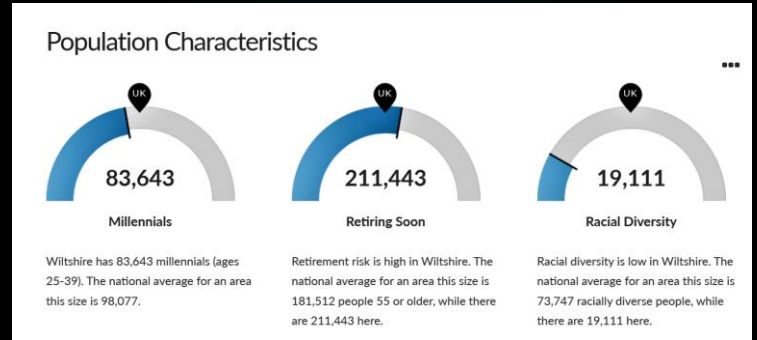 Population Characteristics
UK
UK
UK
83,643
211,443
19,111
Millennials
Retiring Soon
Racial Diversity
Wiltshire has 83,643 millennials (ages
25-39). The national average for an area
this size is 98,077.
Retirement risk is high in Wiltshire. The
national average for an area this size is
181,512 people 55 or older, while there
are 211,443 here.
Racial diversity is low in Wiltshire. The
national average for an area this size is
73,747 racially diverse people, while
there are 19,111 here.